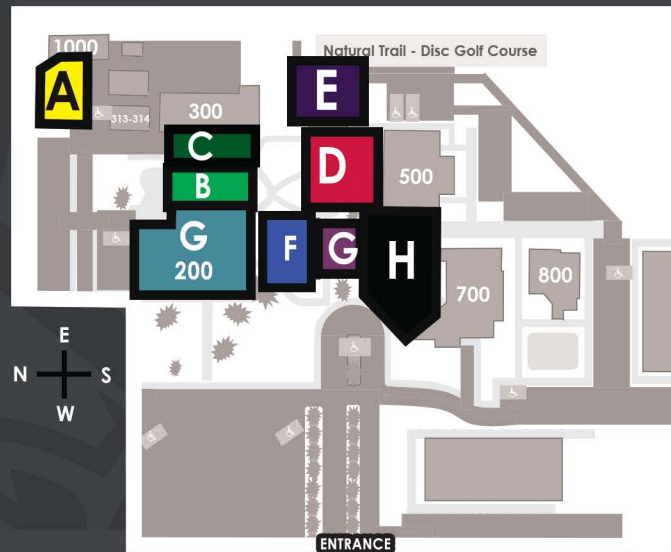 1000
Natural Trail - Disc Golf Course
A
E
313-314
300
C
D
500
B
G
200
F
G
H
700
800
E
N
S
W
ENTRANCE